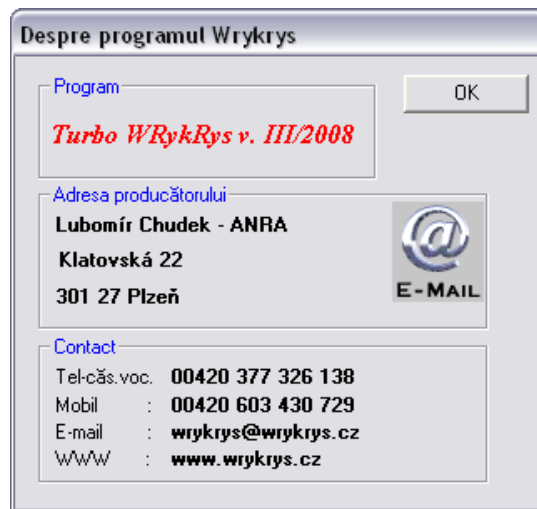 Despre programul Wrykrys
Program
OK
Turbo WRykRys v. III/2008
Adresa producătorului
Lubomír Chudek - ANRA
Klatovská 22
301 27 Plzeň
E-MAIL
Contact
Tel-căs.voc. 00420 377 326 138
Mobil : 00420 603 430 729
E-mail : wrykrys@wrykrys.cz
WWW : www.wrykrys.cz